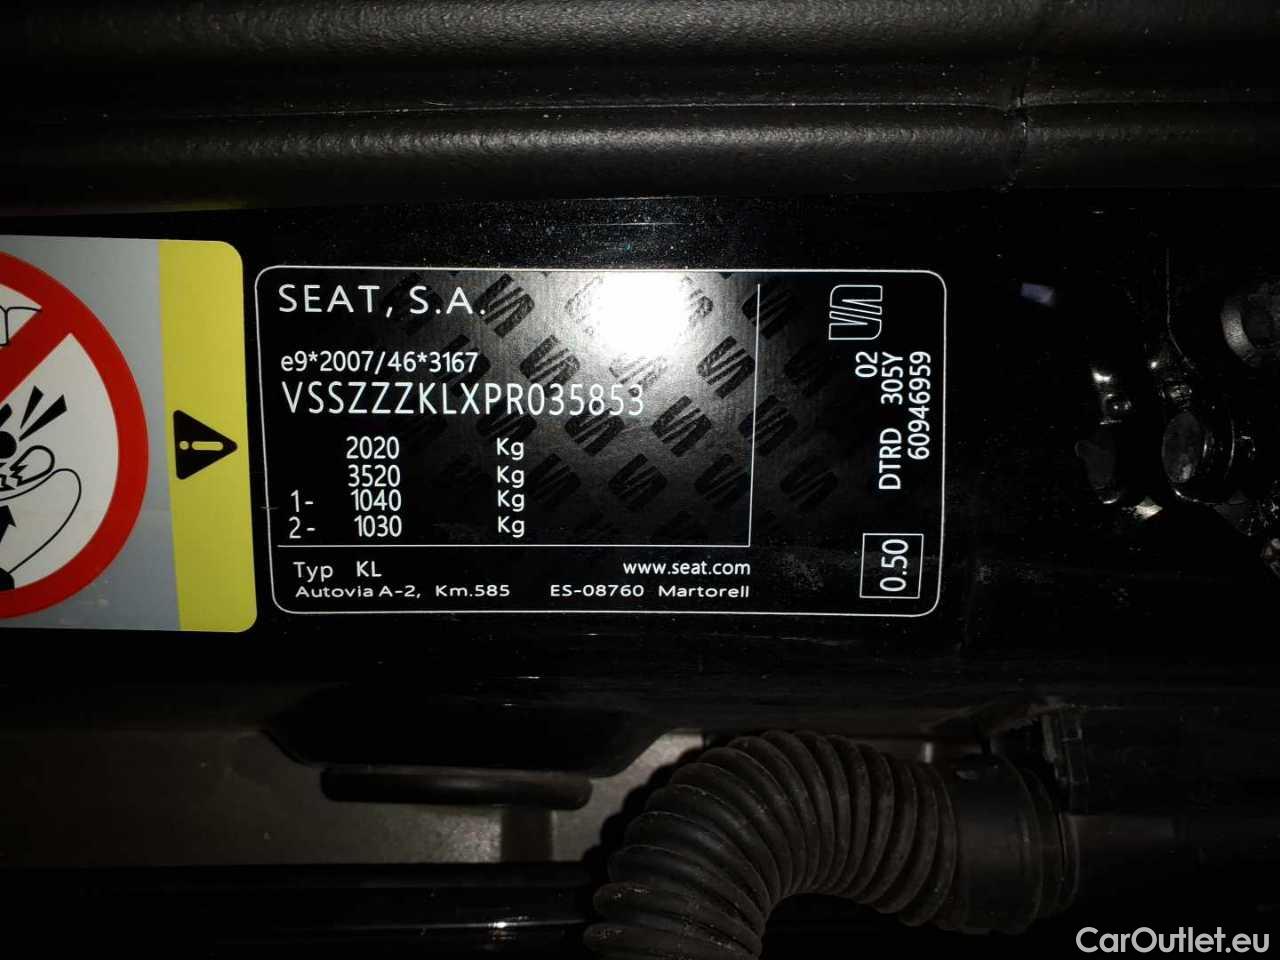 SEAT, S.A.
e9*2007/46*3167
VSSZZZKLXPR035853
2020 Kg
3520 Kg
1- 1040 Kg
2- 1030 Kg
Typ KL www.seat.com
Autovia A-2, Km.585 ES-08760 Martorell
02
DTRD 305Y
60946959
0.50
CarOutlet.eu